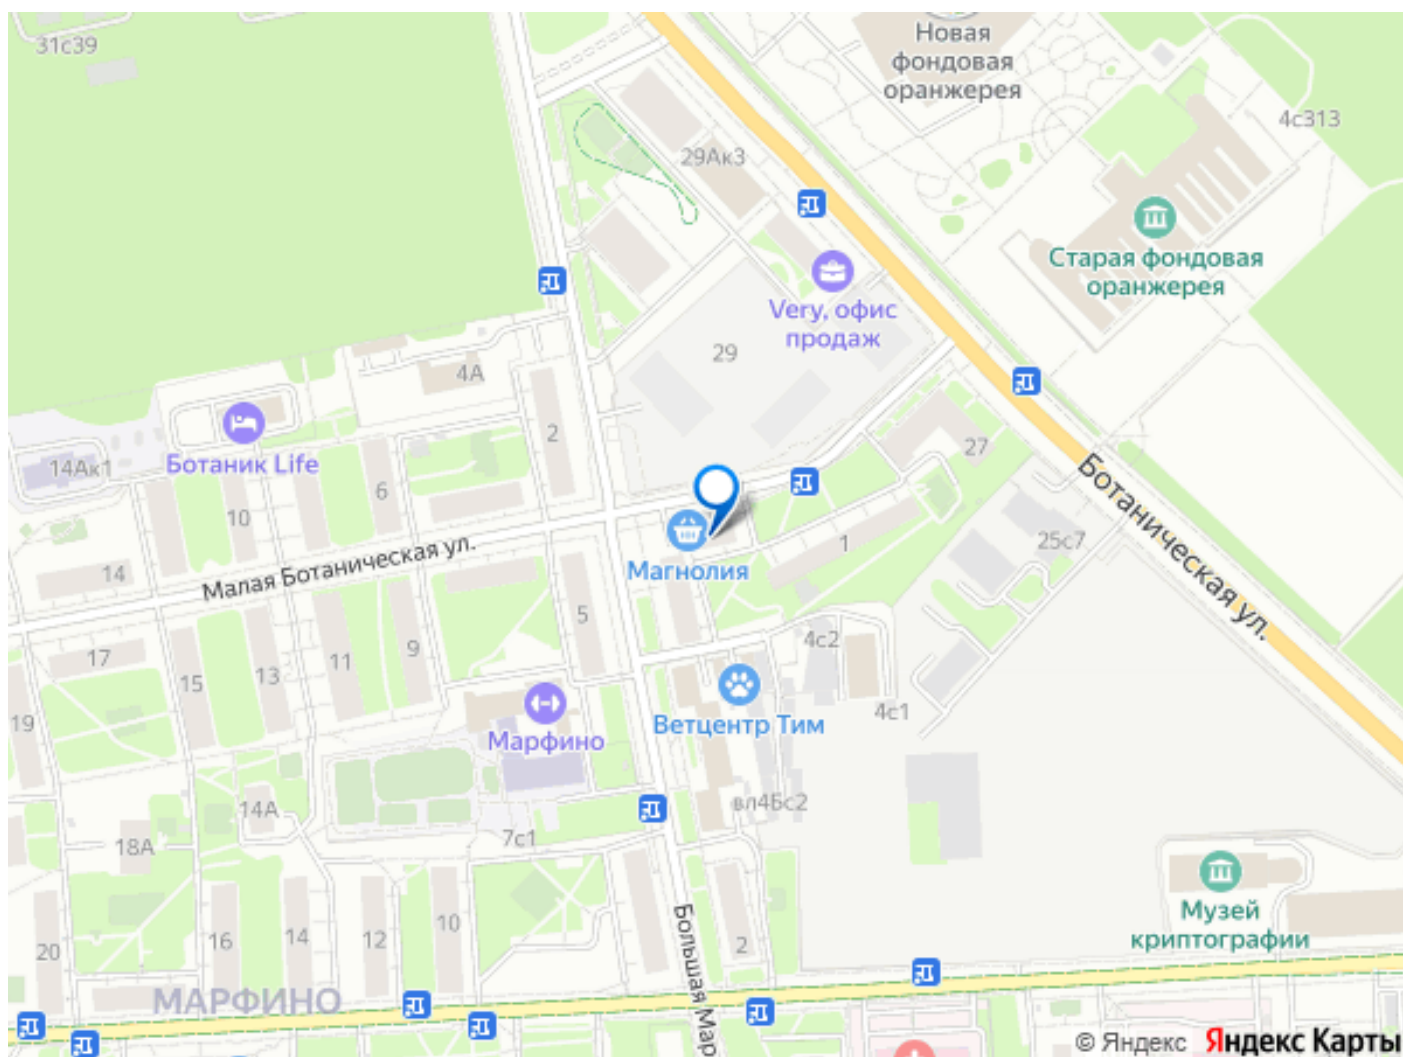 31с39
Новая
фондовая
оранжерея
4с313
29Ак3
Старая фондовая
оранжерея
Very, офис
продаж
29
4А
2
27
Ботаник Life
14Ак1
6
10
14
Малая Ботаническая ул.
Магнолия
1
25с7
Ботаническая ул.
5
9
11
13
15
17
19
4с2
4с1
Ветцентр Тим
Марфино
вл4Бс2
14А
18А
7с1
Музей
криптографии
20
16
14
12
10
2
Большая Мар
МАРФИНО
© Яндекс Яндекс Карты